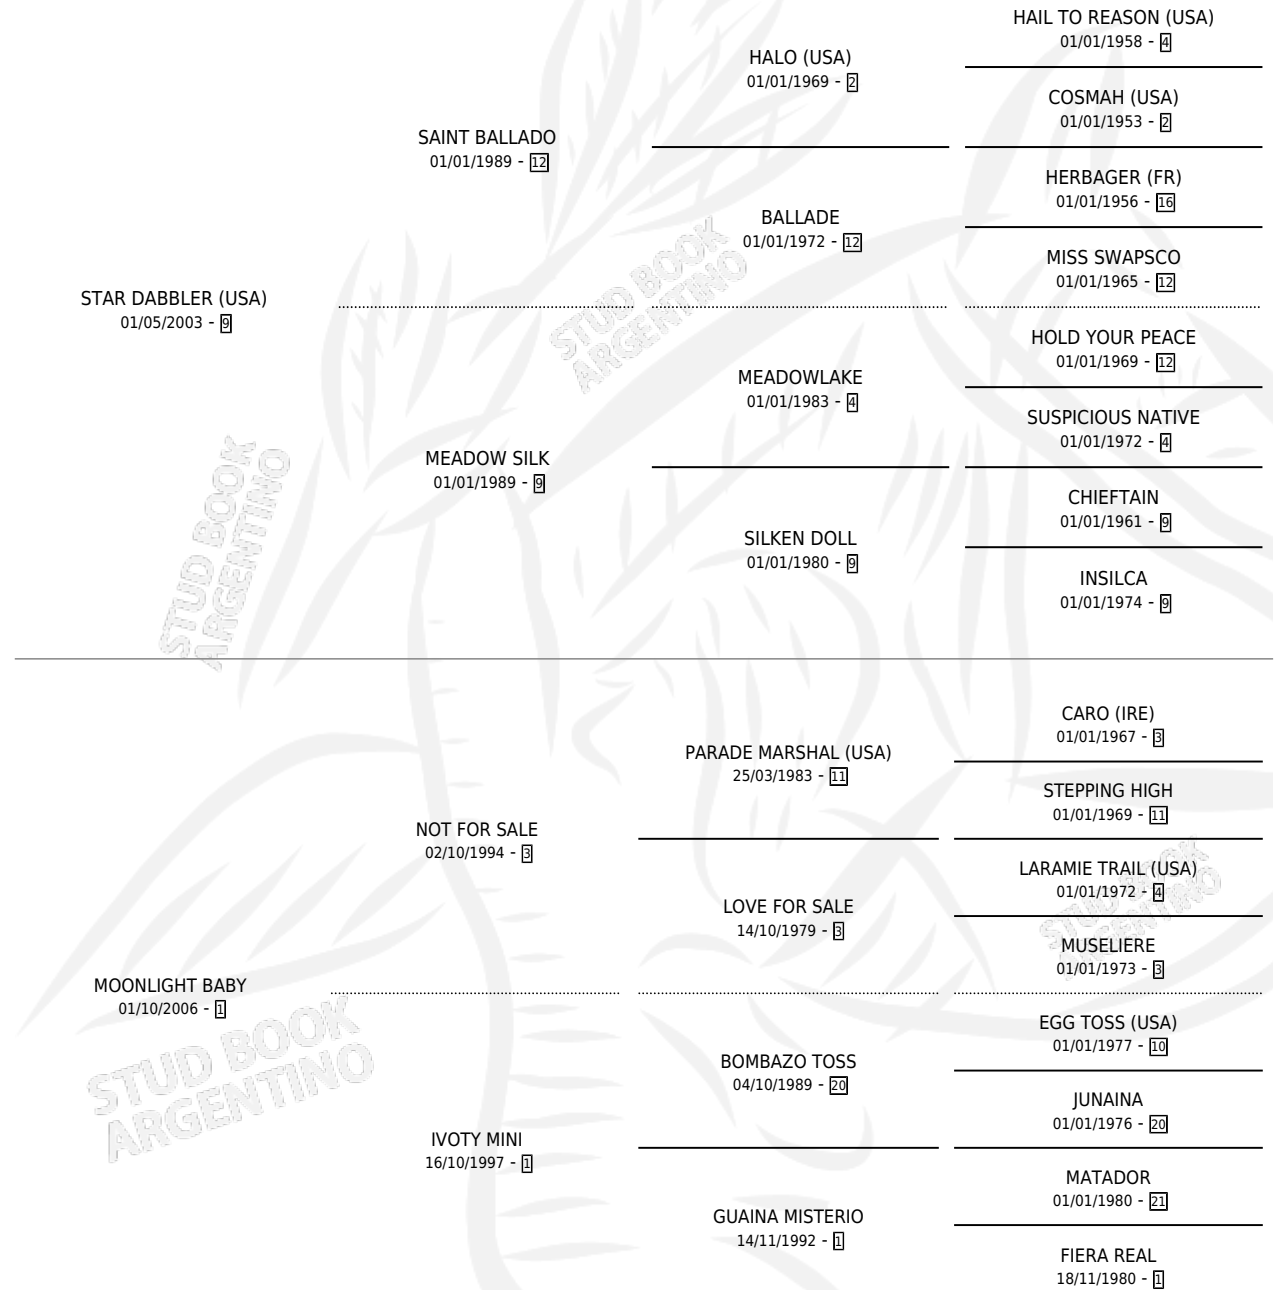 STAR DABBLER (USA)
01/05/2003 - 9
SAINT BALLADO
01/01/1989 - 12
MEADOW SILK
01/01/1989 - 9
HALO (USA)
01/01/1969 - 2
BALLADE
01/01/1972 - 12
MEADOWLAKE
01/01/1983 - 4
SILKEN DOLL
01/01/1980 - 9
HAIL TO REASON (USA)
01/01/1958 - 4
COSMAH (USA)
01/01/1953 - 2
HERBAGER (FR)
01/01/1956 - 16
MISS SWAPSCO
01/01/1965 - 12
HOLD YOUR PEACE
01/01/1969 - 12
SUSPICIOUS NATIVE
01/01/1972 - 4
CHIEFTAIN
01/01/1961 - 9
INSILCA
01/01/1974 - 9
MOONLIGHT BABY
01/10/2006 - 1
NOT FOR SALE
02/10/1994 - 3
IVOTY MINI
16/10/1997 - 1
PARADE MARSHAL (USA)
25/03/1983 - 11
LOVE FOR SALE
14/10/1979 - 3
BOMBAZO TOSS
04/10/1989 - 20
GUAINA MISTERIO
14/11/1992 - 1
CARO (IRE)
01/01/1967 - 3
STEPPING HIGH
01/01/1969 - 11
LARAMIE TRAIL (USA)
01/01/1972 - 4
MUSELIERE
01/01/1973 - 3
EGG TOSS (USA)
01/01/1977 - 10
JUNAINA
01/01/1976 - 20
MATADOR
01/01/1980 - 21
FIERA REAL
18/11/1980 - 1
STUD BOOK
ARGENTINO
STUD BOOK
ARGENTINO
STUD BOOK
ARGENTINO
STUD BOOK
ARGENTINO